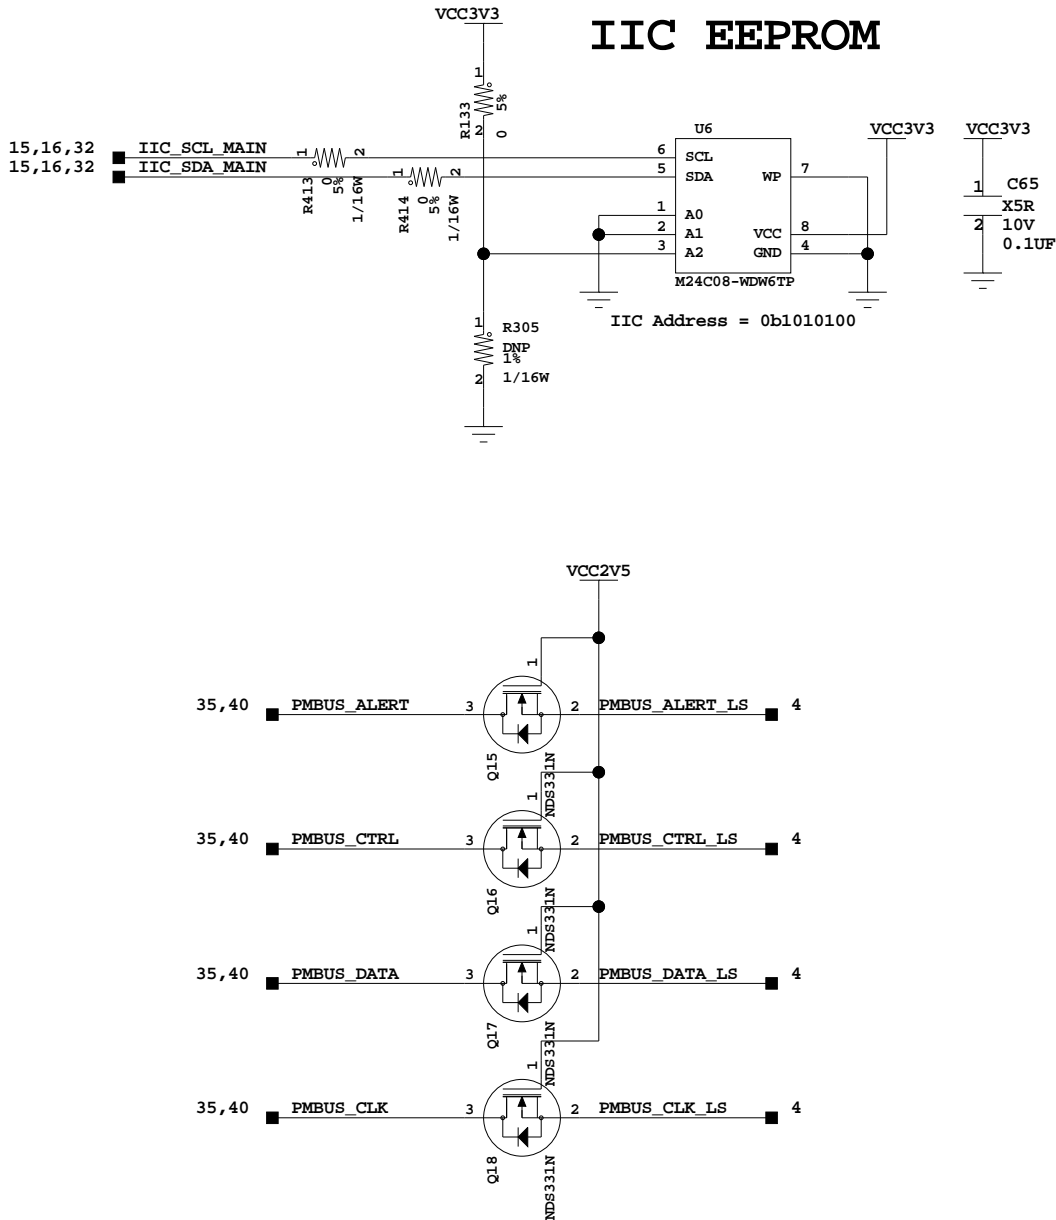 VCC3V3
IIC EEPROM
1
R133
0 5%
2
15,16,32 IIC_SCL_MAIN
15,16,32 IIC_SDA_MAIN
1 2
R413
0
5%
1/16W
1 2
R414
0
5%
1/16W
U6
VCC3V3
VCC3V3
6 SCL
5 SDA WP 7
1 A0
2 A1 VCC 8
3 A2 GND 4
M24C08-WDW6TP
IIC Address = 0b1010100
1 C65
X5R
2 10V
0.1UF
1 R305
DNP
1%
2 1/16W
VCC2V5
1
35,40 PMBUS_ALERT 3 2 PMBUS_ALERT_LS 4
Q15
NDS331N
1
35,40 PMBUS_CTRL 3 2 PMBUS_CTRL_LS 4
Q16
NDS331N
1
35,40 PMBUS_DATA 3 2 PMBUS_DATA_LS 4
Q17
NDS331N
1
35,40 PMBUS_CLK 3 2 PMBUS_CLK_LS 4
Q18
NDS331N